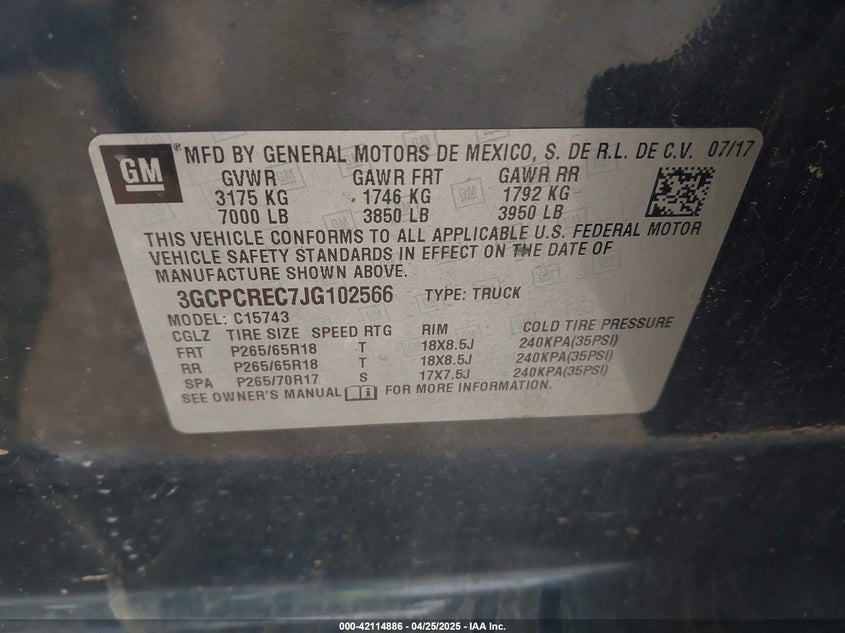 GM ® MFD BY GENERAL MOTORS DE MEXICO, S. DE R.L. DE C.V. 07/17
GVWR GAWR FRT GAWR RR
3175 KG 1746 KG 1792 KG
7000 LB 3850 LB 3950 LB
THIS VEHICLE CONFORMS TO ALL APPLICABLE U.S. FEDERAL MOTOR
VEHICLE SAFETY STANDARDS IN EFFECT ON THE DATE OF
MANUFACTURE SHOWN ABOVE.
3GCPCREC7JG102566 TYPE: TRUCK
MODEL: C15743
CGLZ TIRE SIZE SPEED RTG RIM COLD TIRE PRESSURE
FRT P265/65R18 T 18X8.5J 240KPA(35PSI)
RR P265/65R18 T 18X8.5J 240KPA(35PSI)
SPA P265/70R17 S 17X7.5J 240KPA(35PSI)
SEE OWNER'S MANUAL FOR MORE INFORMATION.
000-42114886 - 04/25/2025 - IAA Inc.